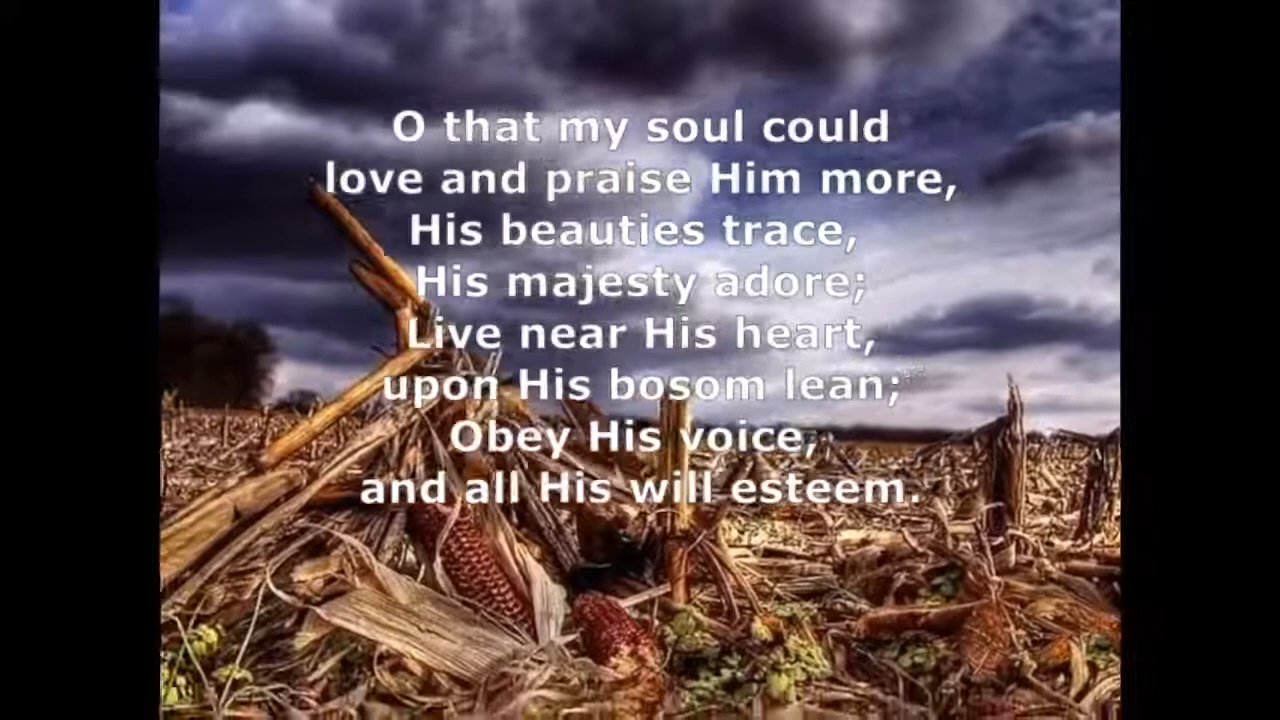 O that my soul could
love and praise Him more,
His beauties trace,
His majesty adore;
Live near His heart,
upon His bosom lean;
Obey His voice,
and all His will esteem.